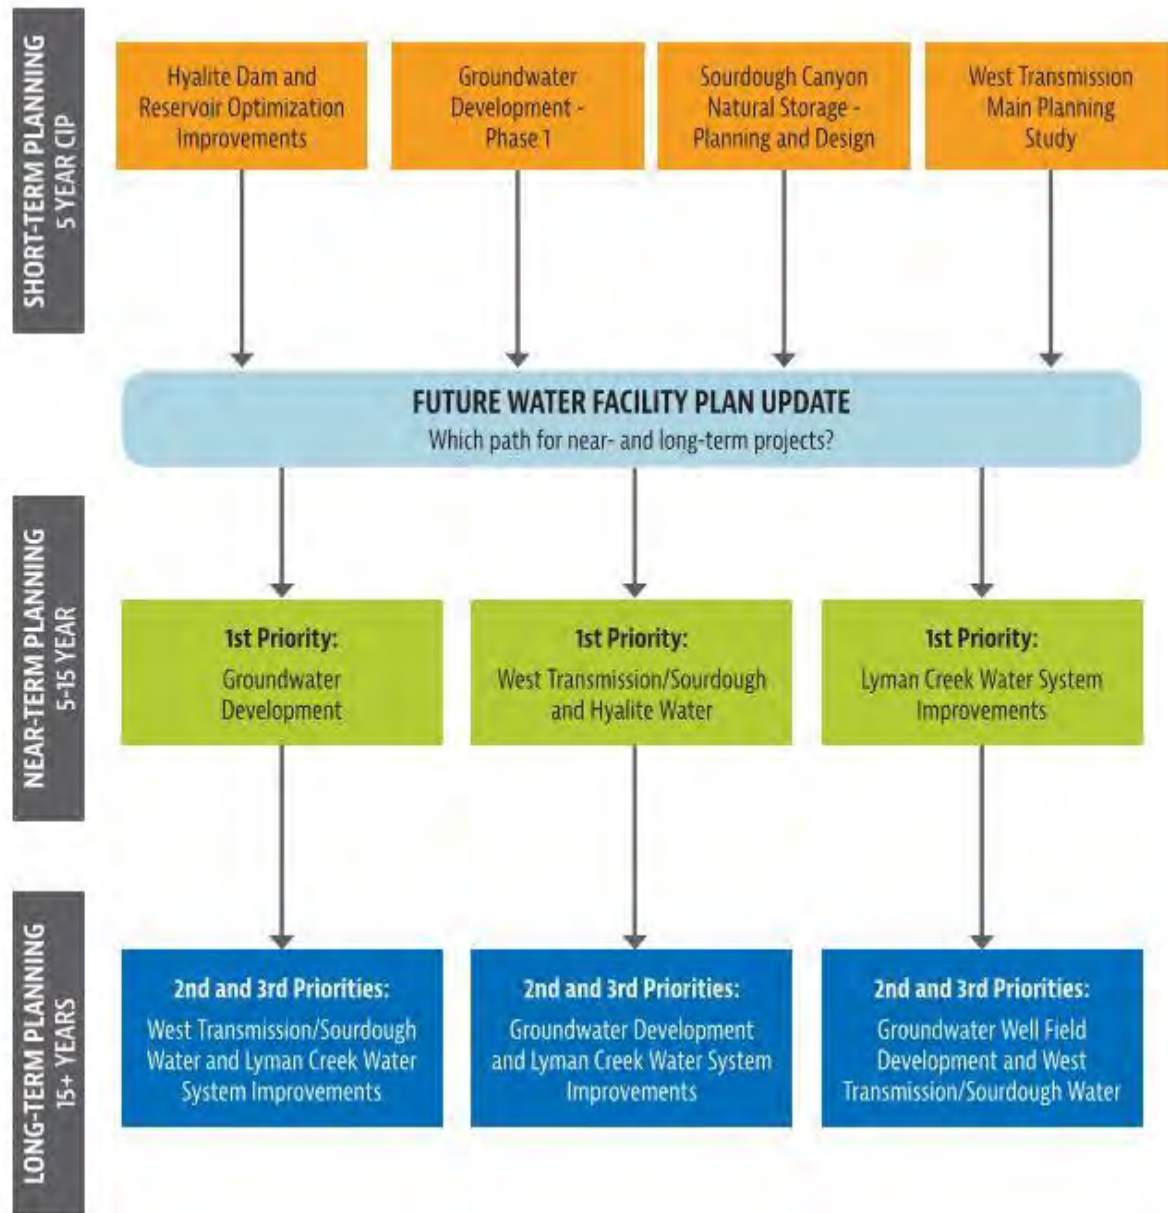 SHORT-TERM PLANNING
5 YEAR CIP
Hyalite Dam and
Reservoir Optimization
Improvements
Groundwater
Development -
Phase 1
Sourdough Canyon
Natural Storage -
Planning and Design
West Transmission
Main Planning
Study
FUTURE WATER FACILITY PLAN UPDATE
Which path for near- and long-term projects?
NEAR-TERM PLANNING
5-15 YEAR
1st Priority:
Groundwater
Development
1st Priority:
West Transmission/Sourdough
and Hyalite Water
1st Priority:
Lyman Creek Water System
Improvements
LONG-TERM PLANNING
15+ YEARS
2nd and 3rd Priorities:
West Transmission/Sourdough
Water and Lyman Creek Water
System Improvements
2nd and 3rd Priorities:
Groundwater Development
and Lyman Creek Water System
Improvements
2nd and 3rd Priorities:
Groundwater Well Field
Development and West
Transmission/Sourdough Water